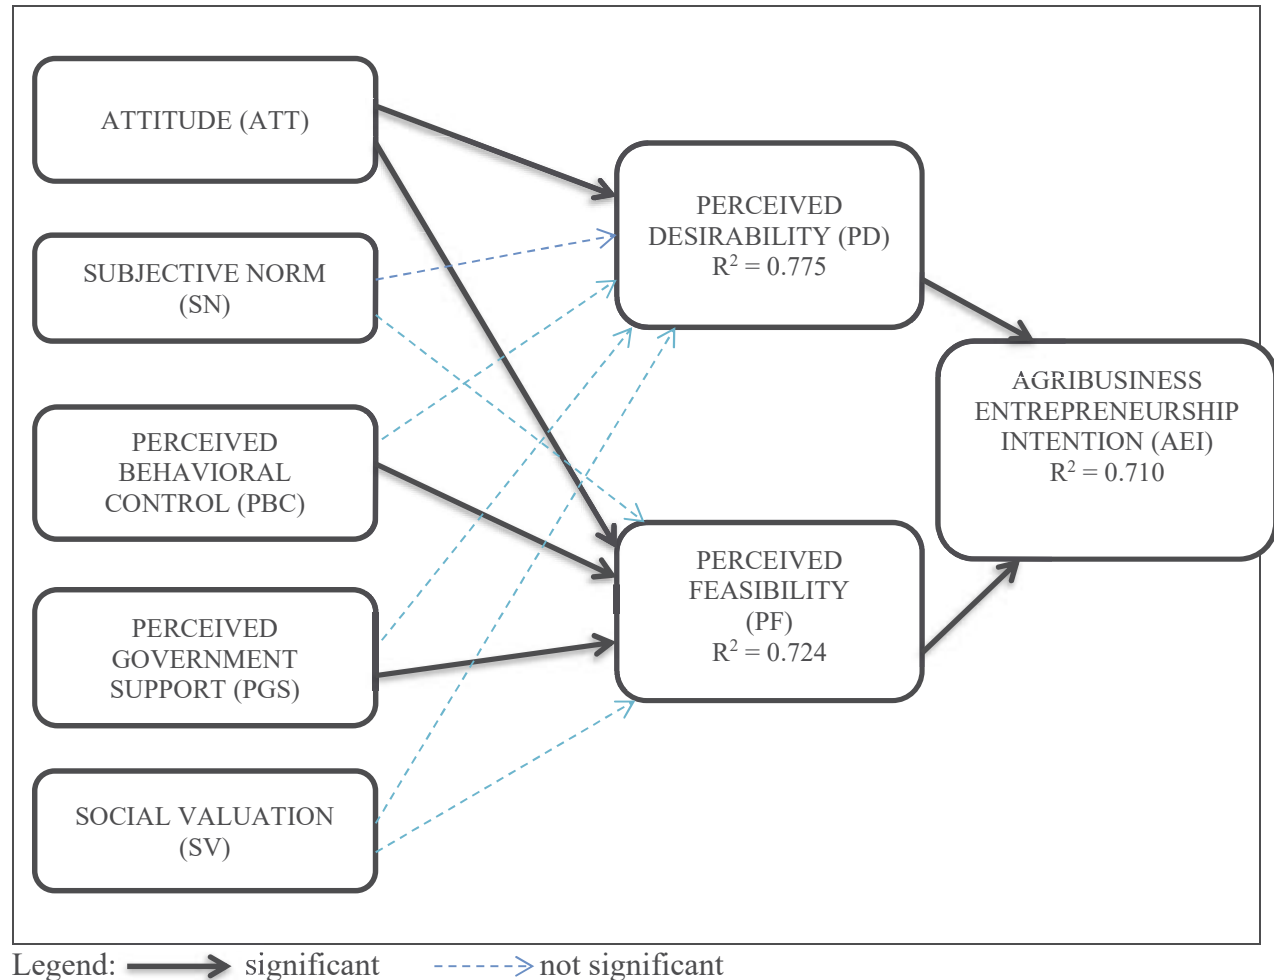 ATTITUDE (ATT)
SUBJECTIVE NORM
(SN)
PERCEIVED
BEHAVIORAL
CONTROL (PBC)
PERCEIVED
GOVERNMENT
SUPPORT (PGS)
SOCIAL VALUATION
(SV)
PERCEIVED
DESIRABILITY (PD)
R² = 0.775
PERCEIVED
FEASIBILITY
(PF)
R² = 0.724
AGRIBUSINESS
ENTREPRENEURSHIP
INTENTION (AEI)
R² = 0.710
Legend: significant not significant